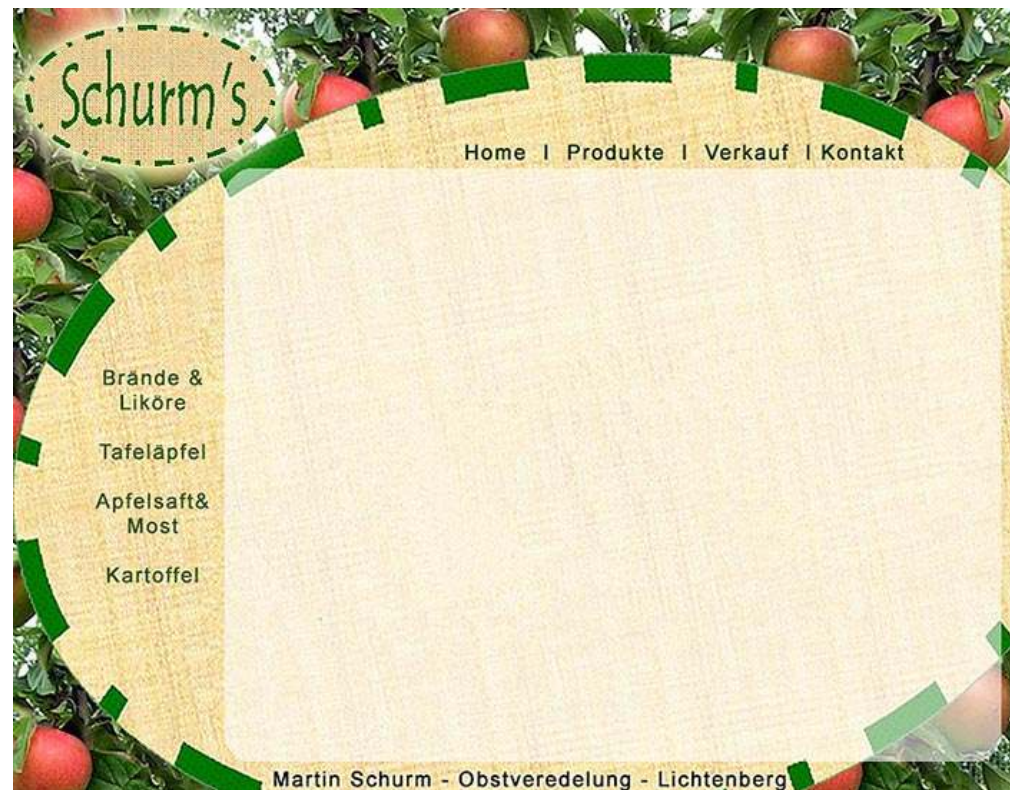 Schurm's
Home I Produkte I Verkauf I Kontakt
Brände &
Liköre
Tafeläpfel
Apfelsaft&
Most
Kartoffel
Martin Schurm - Obstveredelung - Lichtenberg